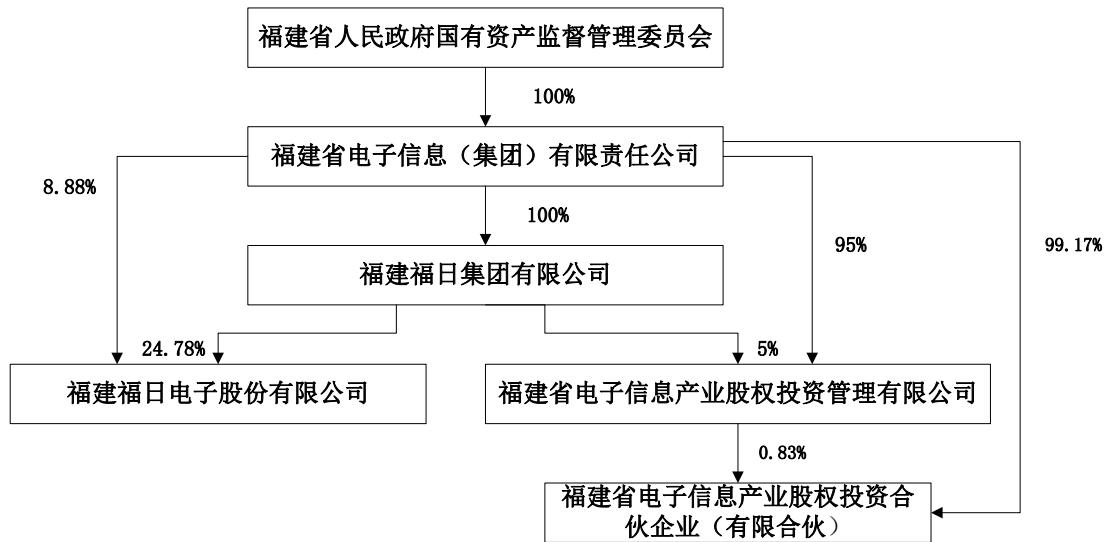 福建省人民政府国有资产监督管理委员会
100%
福建省电子信息（集团）有限责任公司
8.88%
100%
95%
99.17%
福建福日集团有限公司
24.78%
5%
福建福日电子股份有限公司
福建省电子信息产业股权投资管理有限公司
0.83%
福建省电子信息产业股权投资合
伙企业（有限合伙）